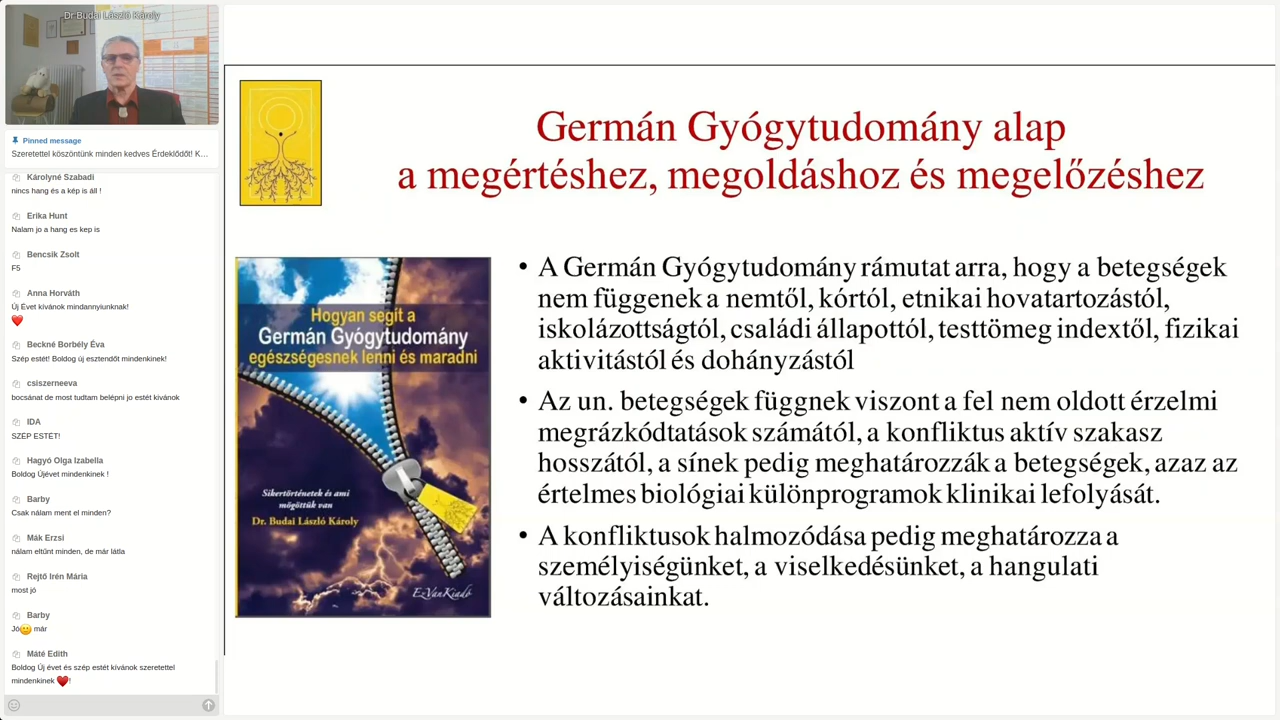 Dr Budai László Károly
Pinned message
Szeretettel köszöntünk minden kedves Érdeklődőt! K…
Károlyné Szabadi
nincs hang és a kép is áll !
Erika Hunt
Nalam jo a hang es kep is
Bencsik Zsolt
F5
Anna Horváth
Új Évet kívánok mindannyiunknak!
Beckné Borbély Éva
Szép estét! Boldog új esztendőt mindenkinek!
csiszerneeva
bocsánat de most tudtam belépni jo estét kívánok
IDA
SZÉP ESTÉT!
Hagyó Olga Izabella
Boldog Újévet mindenkinek !
Barby
Csak nálam ment el minden?
Mák Erzsi
nálam eltűnt minden, de már látla
Rejtő Irén Mária
most jó
Barby
Jó😊 már
Máté Edith
Boldog Új évet és szép estét kívánok szeretettel
mindenkinek ❤️!
Germán Gyógytudomány alap
a megértéshez, megoldáshoz és megelőzéshez
Hogyan segít a
Germán Gyógytudomány
egészségesnek lenni és maradni
Sikertörténetek és ami
mögöttük van
Dr. Budai László Károly
EzVanKiadó
• A Germán Gyógytudomány rámutat arra, hogy a betegségek
nem függenek a nemtől, kórtól, etnikai hovatartozástól,
iskolázottságtól, családi állapottól, testtömeg indextől, fizikai
aktivitástól és dohányzástól
• Az un. betegségek függnek viszont a fel nem oldott érzelmi
megrázkódtatások számától, a konfliktus aktív szakasz
hosszától, a sínek pedig meghatározzák a betegségek, azaz az
értelmes biológiai különprogramok klinikai lefolyását.
• A konfliktusok halmozódása pedig meghatározza a
személyiségünket, a viselkedésünket, a hangulati
változásainkat.